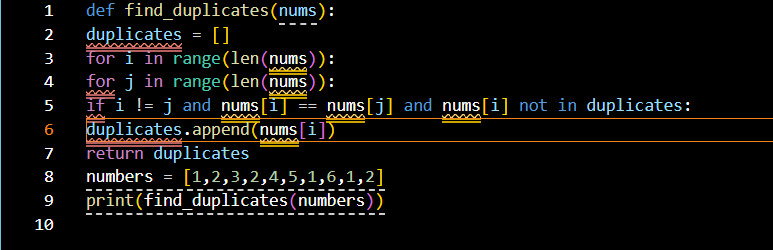 1 def find_duplicates(nums):
2 duplicates = []
3 for i in range(len(nums)):
4 for j in range(len(nums)):
5 if i != j and nums[i] == nums[j] and nums[i] not in duplicates:
6 duplicates.append(nums[i])
7 return duplicates
8 numbers = [1,2,3,2,4,5,1,6,1,2]
9 print(find_duplicates(numbers))
10